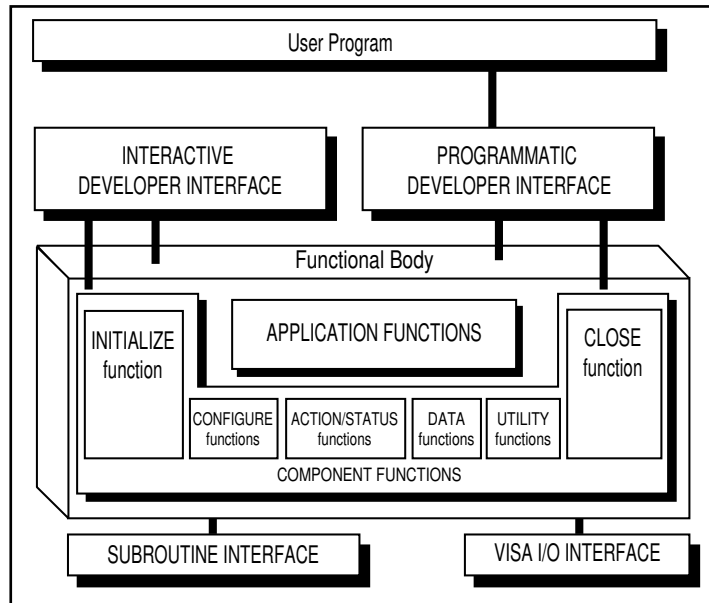 User Program
INTERACTIVE
DEVELOPER INTERFACE
PROGRAMMATIC
DEVELOPER INTERFACE
Functional Body
APPLICATION FUNCTIONS
INITIALIZE
function
CLOSE
function
CONFIGURE
functions
ACTION/STATUS
functions
DATA
functions
UTILITY
functions
COMPONENT FUNCTIONS
SUBROUTINE INTERFACE
VISA I/O INTERFACE